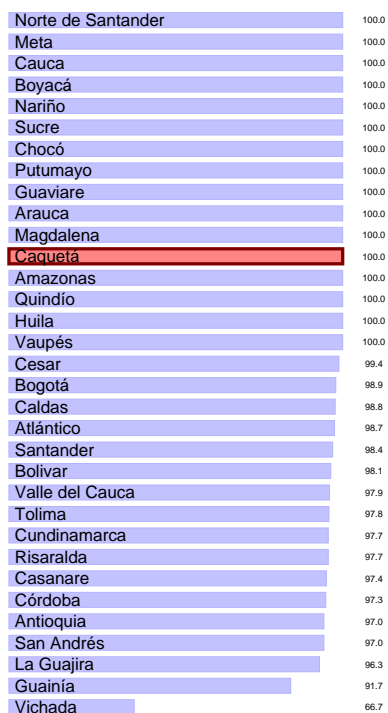 Norte de Santander 100.0
Meta 100.0
Cauca 100.0
Boyacá 100.0
Nariño 100.0
Sucre 100.0
Chocó 100.0
Putumayo 100.0
Guaviare 100.0
Arauca 100.0
Magdalena 100.0
Caquetá 100.0
Amazonas 100.0
Quindío 100.0
Huila 100.0
Vaupés 100.0
Cesar 99.4
Bogotá 98.9
Caldas 98.8
Atlántico 98.7
Santander 98.4
Bolivar 98.1
Valle del Cauca 97.9
Tolima 97.8
Cundinamarca 97.7
Risaralda 97.7
Casanare 97.4
Córdoba 97.3
Antioquia 97.0
San Andrés 97.0
La Guajira 96.3
Guainía 91.7
Vichada 66.7